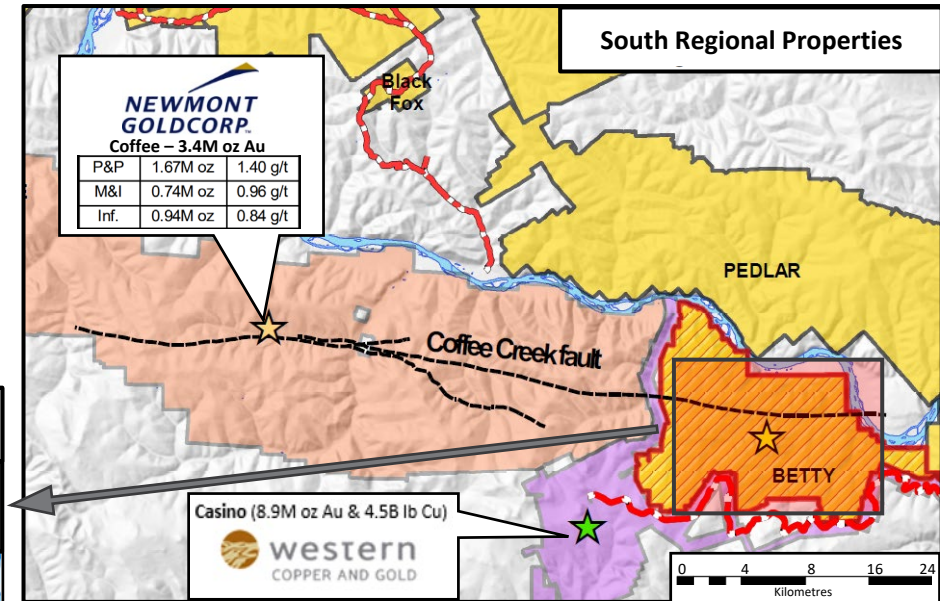 South Regional Properties
NEWMONT
GOLDCORP™
Coffee – 3.4M oz Au
P&P 1.67M oz 1.40 g/t
M&I 0.74M oz 0.96 g/t
Inf. 0.94M oz 0.84 g/t
Black
Fox
PEDLAR
Coffee Creek fault
BETTY
Casino (8.9M oz Au & 4.5B lb Cu)
western
COPPER AND GOLD
0 4 8 16 24
Kilometres